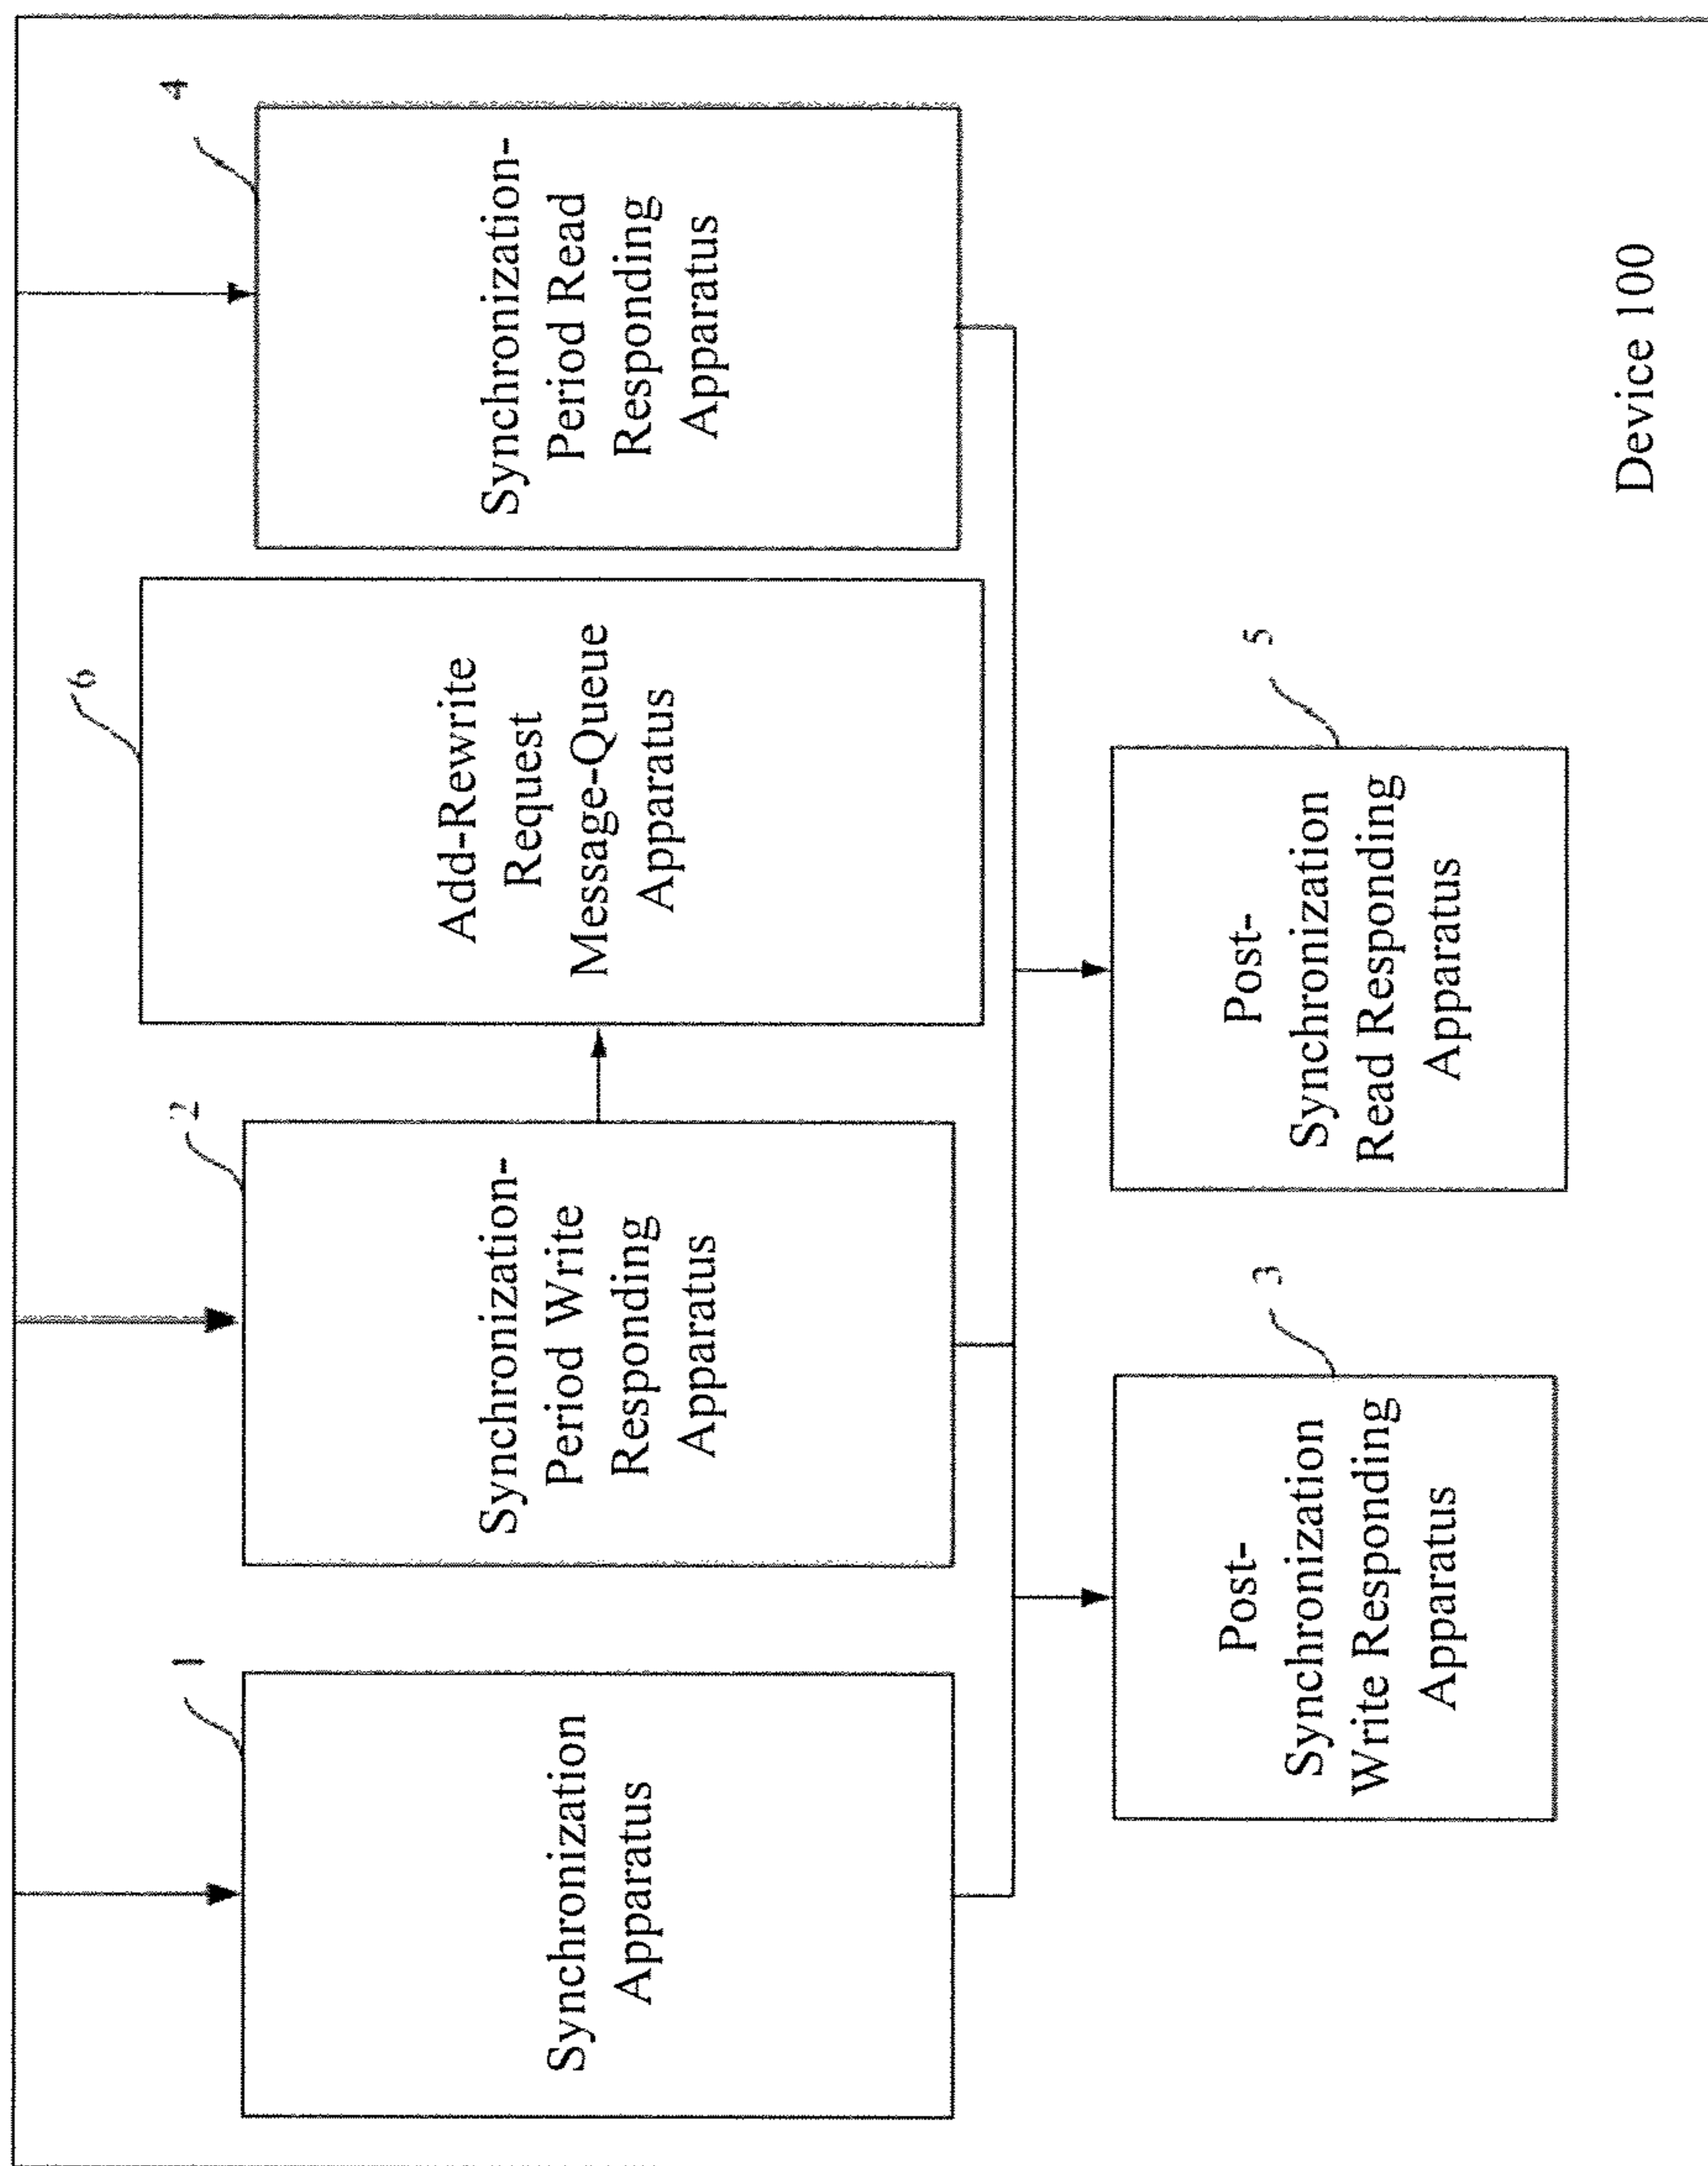 1
Synchronization
Apparatus
2
Synchronization-
Period Write
Responding
Apparatus
6
Add-Rewrite
Request
Message-Queue
Apparatus
4
Synchronization-
Period Read
Responding
Apparatus
3
Post-
Synchronization
Write Responding
Apparatus
5
Post-
Synchronization
Read Responding
Apparatus
Device 100